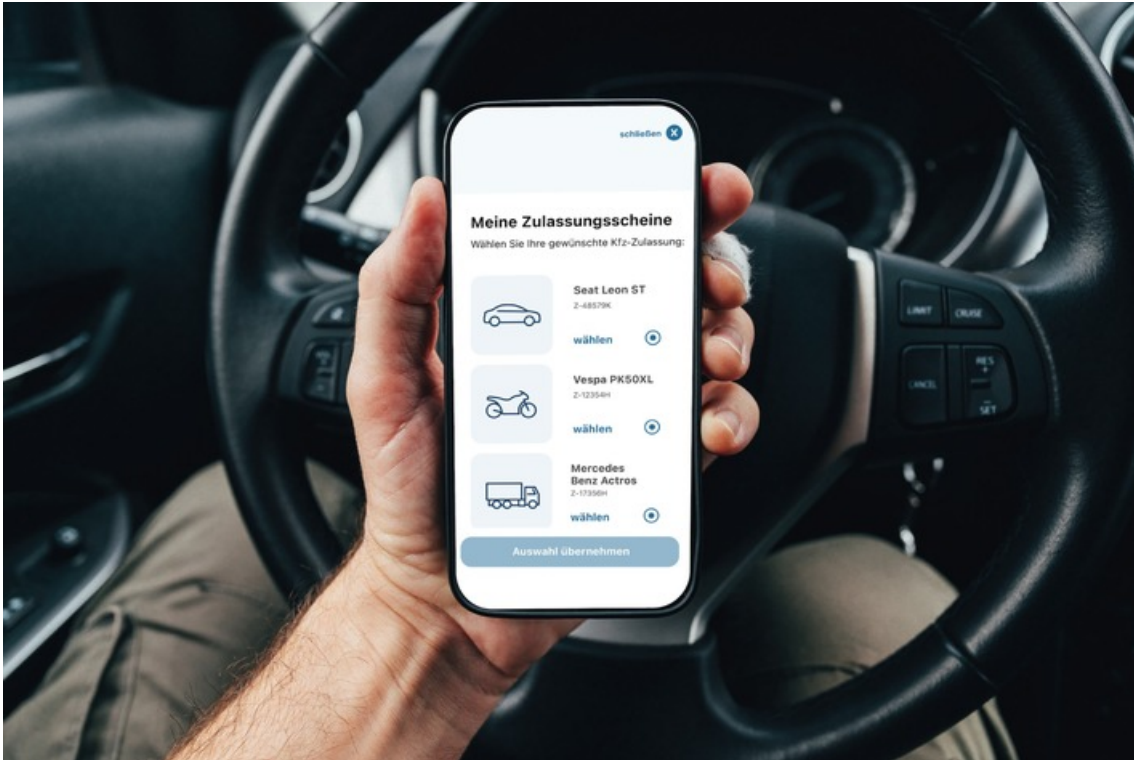 schließen X
Meine Zulassungsscheine
Wählen Sie Ihre gewünschte Kfz-Zulassung:
Seat Leon ST
Z-48579K
wählen
Vespa PK50XL
Z-12354H
wählen
Mercedes
Benz Actros
Z-17356H
wählen
Auswahl übernehmen
LIMIT
CRUISE
CANCEL
RES
+
−
SET